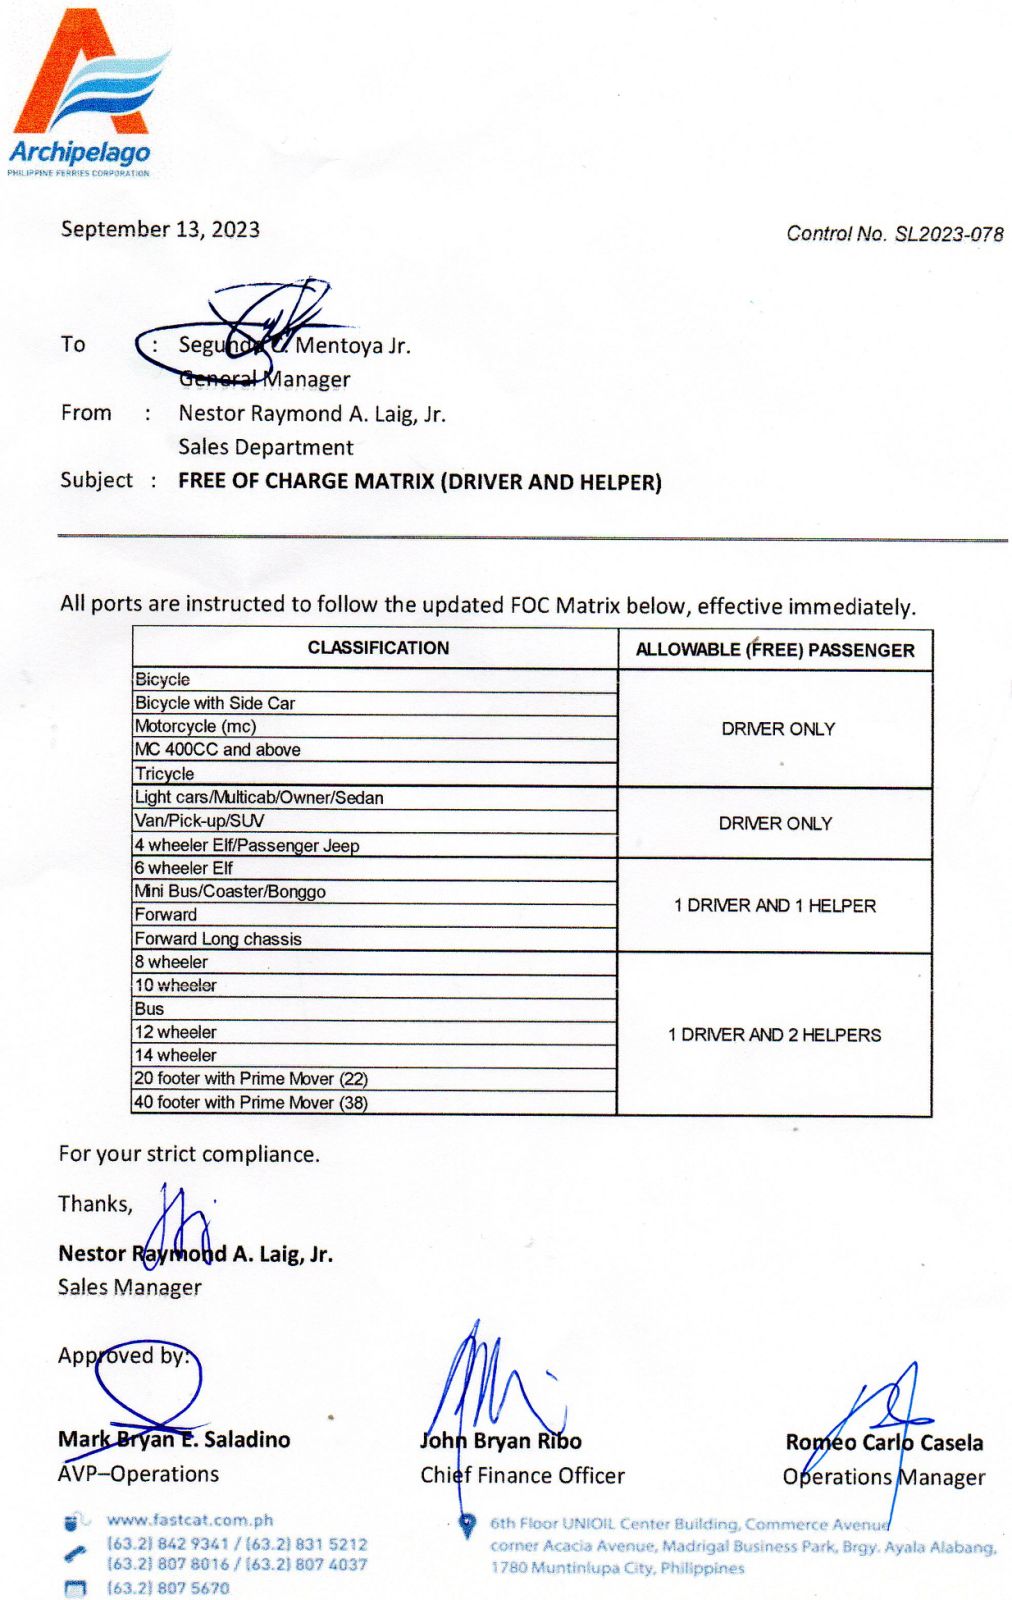 Archipelago
PHILIPPINE FERRIES CORPORATION
September 13, 2023
Control No. SL2023-078
To : Segundo C. Mentoya Jr.
General Manager
From : Nestor Raymond A. Laig, Jr.
Sales Department
Subject : FREE OF CHARGE MATRIX (DRIVER AND HELPER)
All ports are instructed to follow the updated FOC Matrix below, effective immediately.
CLASSIFICATION ALLOWABLE (FREE) PASSENGER
Bicycle
Bicycle with Side Car
Motorcycle (mc)
MC 400CC and above
Tricycle
DRIVER ONLY
Light cars/Multicab/Owner/Sedan
Van/Pick-up/SUV
4 wheeler Elf/Passenger Jeep
DRIVER ONLY
6 wheeler Elf
Mini Bus/Coaster/Bonggo
Forward
Forward Long chassis
1 DRIVER AND 1 HELPER
8 wheeler
10 wheeler
Bus
12 wheeler
14 wheeler
20 footer with Prime Mover (22)
40 footer with Prime Mover (38)
1 DRIVER AND 2 HELPERS
For your strict compliance.
Thanks,
Nestor Raymond A. Laig, Jr.
Sales Manager
Approved by:
Mark Bryan E. Saladino
AVP–Operations
John Bryan Ribo
Chief Finance Officer
Romeo Carlo Casela
Operations Manager
www.fastcat.com.ph
(63.2) 842 9341 / (63.2) 831 5212
(63.2) 807 8016 / (63.2) 807 4037
(63.2) 807 5670
6th Floor UNIOIL Center Building, Commerce Avenue
corner Acacia Avenue, Madrigal Business Park, Brgy. Ayala Alabang,
1780 Muntinlupa City, Philippines